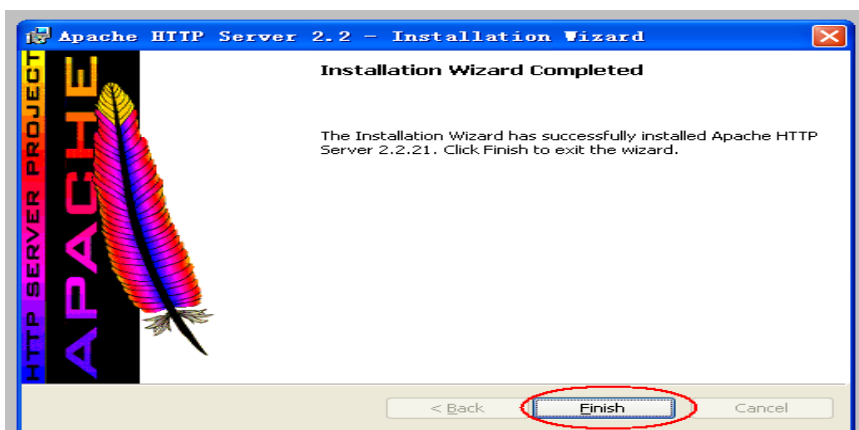 Apache HTTP Server 2.2 - Installation Wizard
HTTP SERVER PROJECT
APACHE
Installation Wizard Completed
The Installation Wizard has successfully installed Apache HTTP
Server 2.2.21. Click Finish to exit the wizard.
< Back
Finish
Cancel